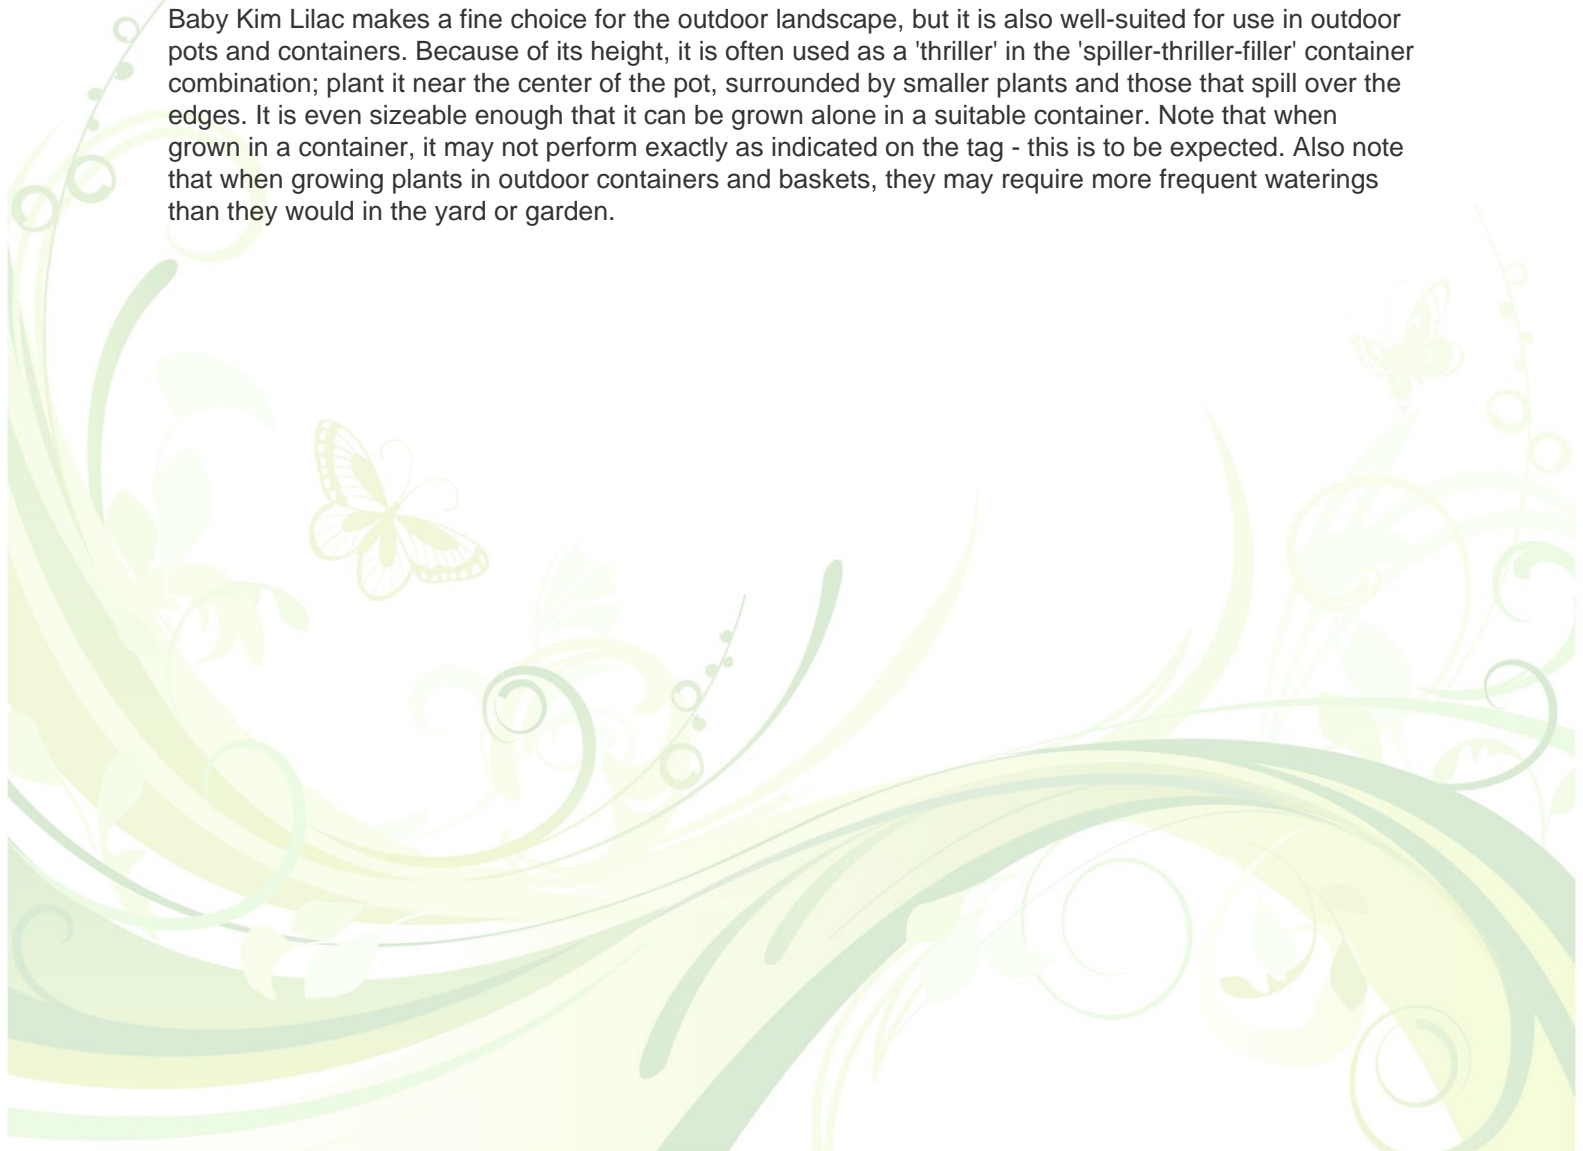 Baby Kim Lilac makes a fine choice for the outdoor landscape, but it is also well-suited for use in outdoor
pots and containers. Because of its height, it is often used as a 'thriller' in the 'spiller-thriller-filler' container
combination; plant it near the center of the pot, surrounded by smaller plants and those that spill over the
edges. It is even sizeable enough that it can be grown alone in a suitable container. Note that when
grown in a container, it may not perform exactly as indicated on the tag - this is to be expected. Also note
that when growing plants in outdoor containers and baskets, they may require more frequent waterings
than they would in the yard or garden.